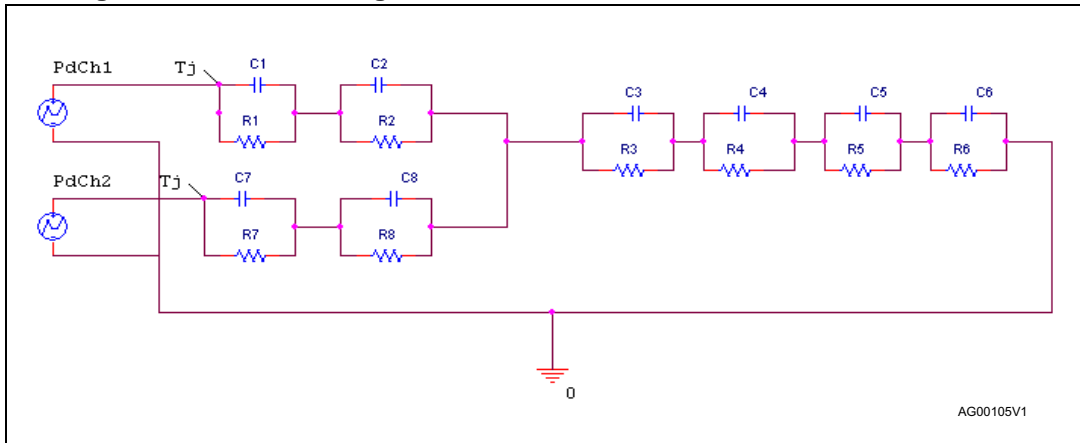 PdCh1
Tj
C1
C2
R1
R2
C3
C4
C5
C6
R3
R4
R5
R6
PdCh2
Tj
C7
C8
R7
R8
0
AG00105V1